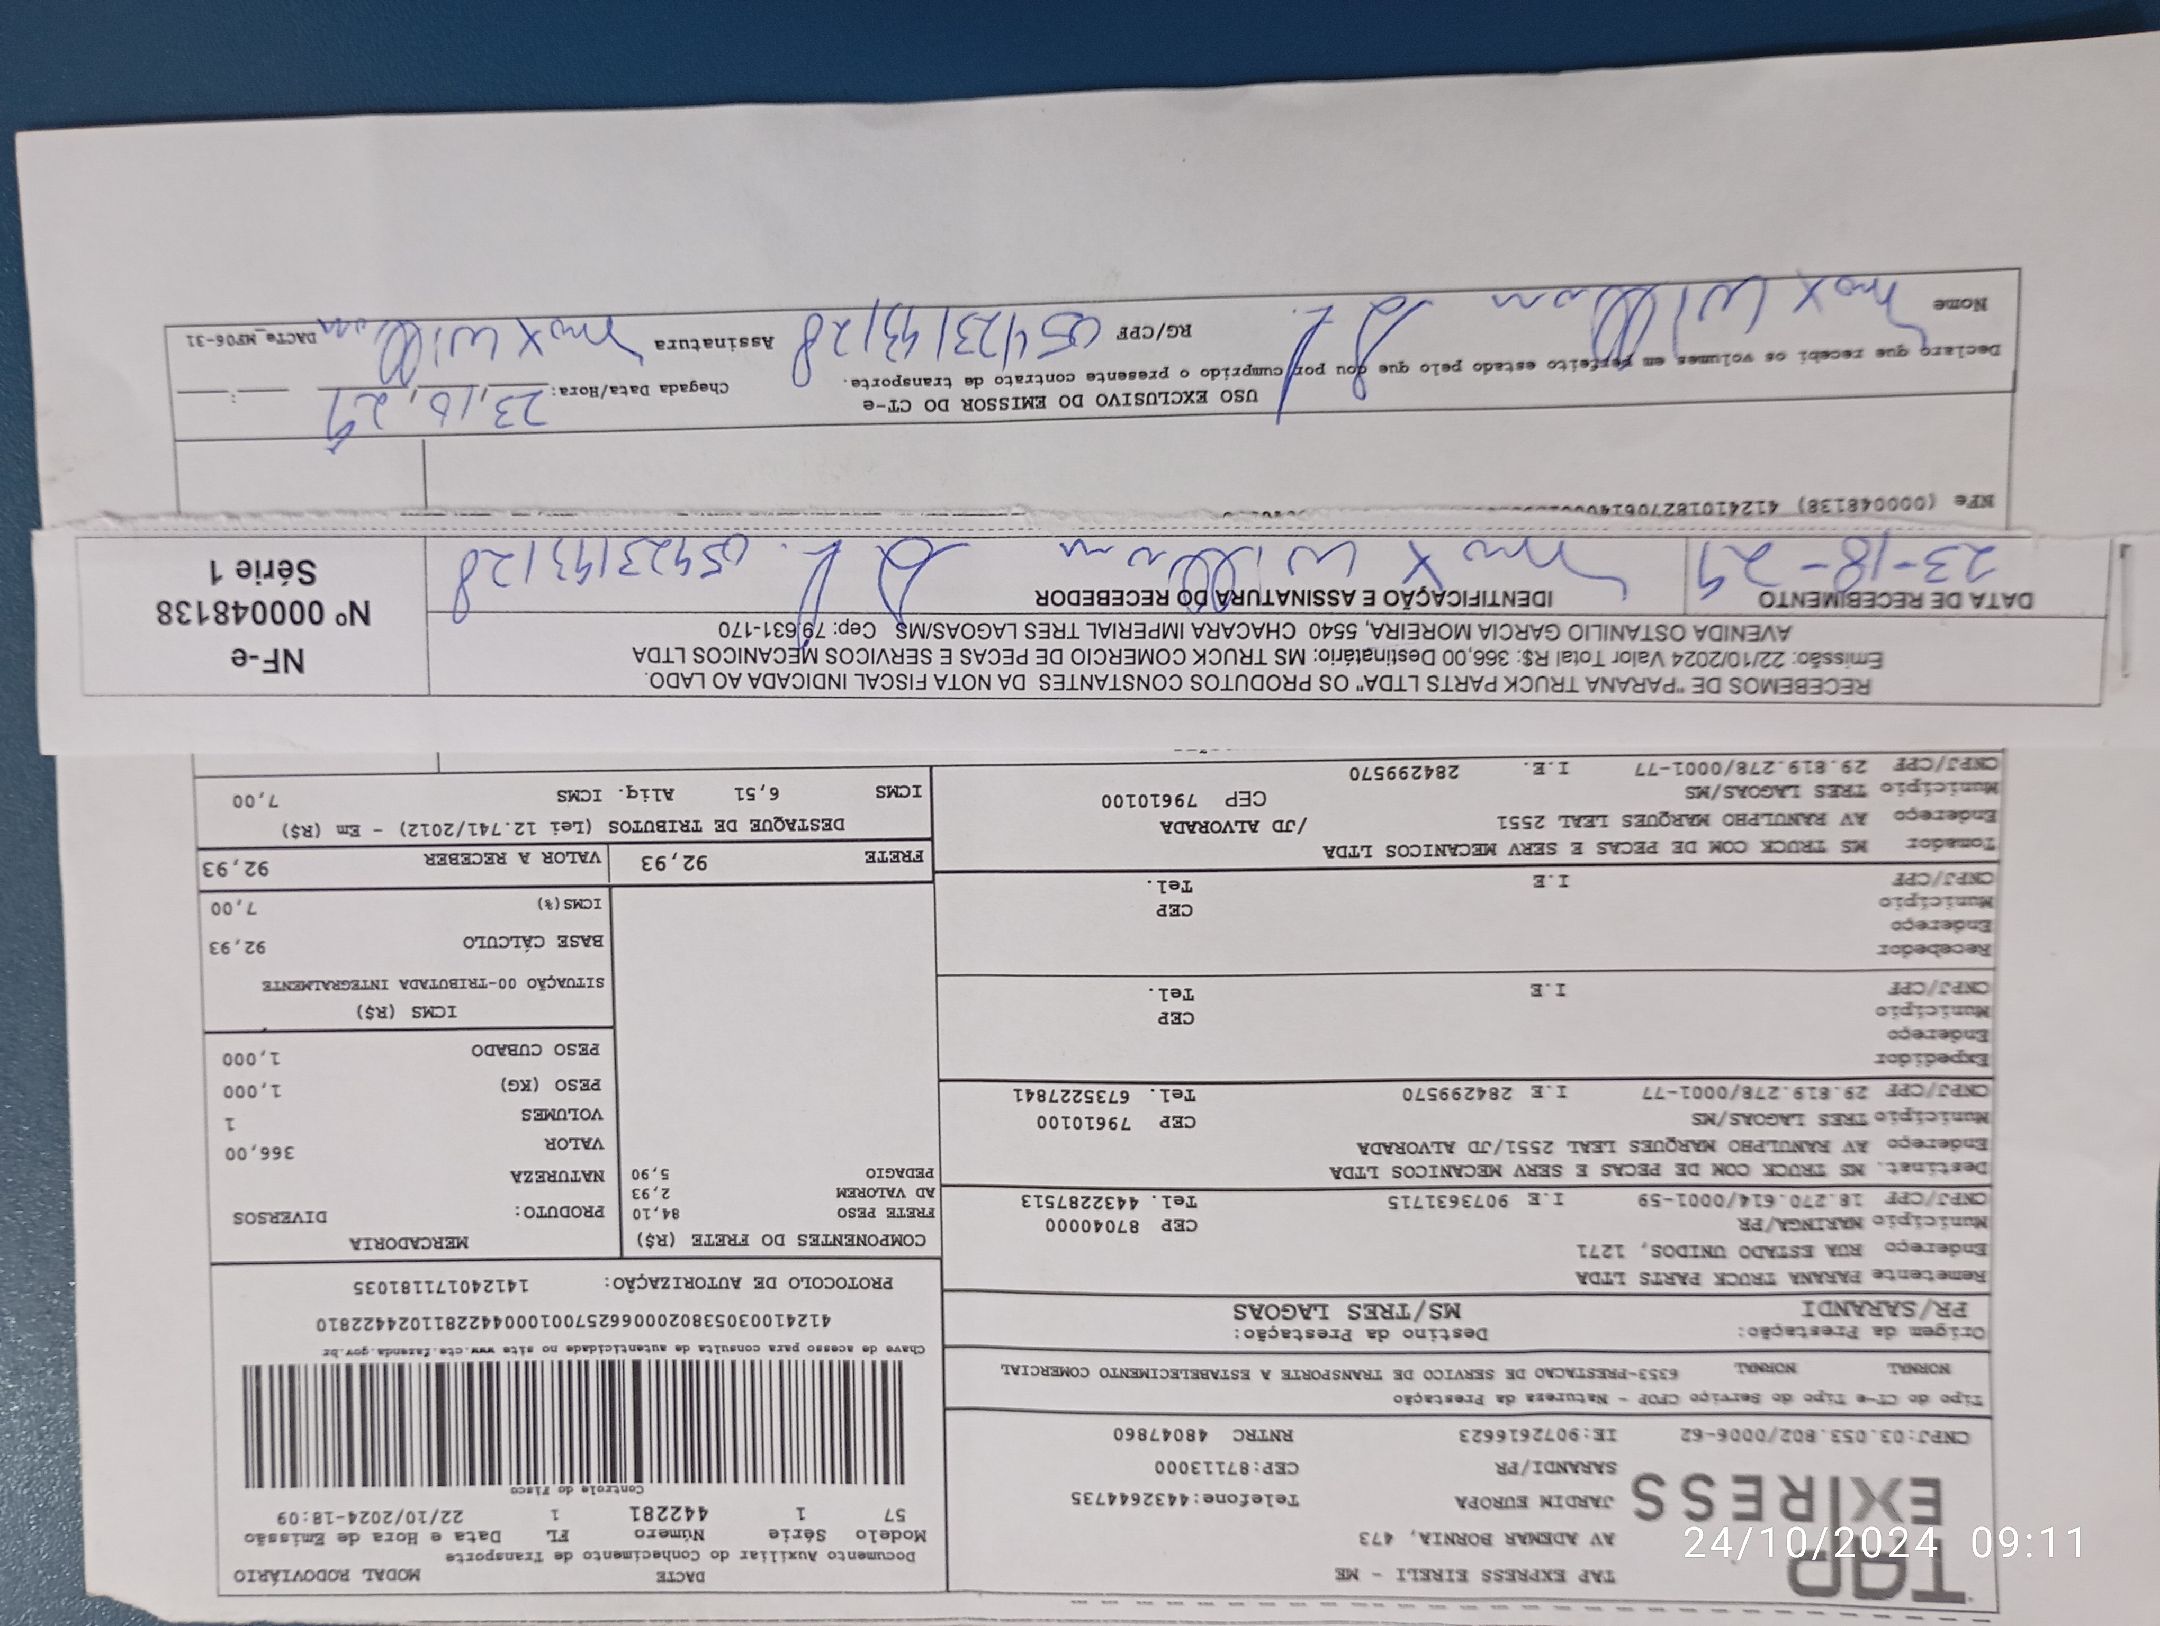 TAP EXPRESS EIRELI - ME
AV ADEMAR BORNIA, 473
JARDIM EUROPA Telefone:4432644735
SARANDI/PR CEP:87113000
CNPJ:03.053.802/0006-62 IE:9072616623 RNTRC 48047860
DACTE MODAL RODOVIÁRIO
Documento Auxiliar do Conhecimento de Transporte
Modelo Série Número FL Data e Hora de Emissão
57 1 442281 1 22/10/2024-18:09
Controle do Fisco
Chave de acesso para consulta de autenticidade no site www.cte.fazenda.gov.br
41241003053802000662570010004422811024422810
PROTOCOLO DE AUTORIZAÇÃO: 141240171181035
Tipo do CT-e Tipo do Serviço CFOP - Natureza da Prestação
NORMAL NORMAL 6353-PRESTACAO DE SERVICO DE TRANSPORTE A ESTABELECIMENTO COMERCIAL
Origem da Prestação: Destino da Prestação:
PR/SARANDI MS/TRES LAGOAS
Remetente PARANA TRUCK PARTS LTDA
Endereço RUA ESTADO UNIDOS, 1271
Município MARINGA/PR CEP 87040000
CNPJ/CPF 18.270.614/0001-59 I.E 9073631715 Tel. 4432287513
Destinat. MS TRUCK COM DE PECAS E SERV MECANICOS LTDA
Endereço AV RANULPHO MARQUES LEAL 2551/JD ALVORADA
Município TRES LAGOAS/MS CEP 79610100
CNPJ/CPF 29.819.278/0001-77 I.E 284299570 Tel. 6735227841
Expedidor
Endereço
Município CEP
CNPJ/CPF I.E Tel.
Recebedor
Endereço
Município CEP
CNPJ/CPF I.E Tel.
Tomador MS TRUCK COM DE PECAS E SERV MECANICOS LTDA
Endereço AV RANULPHO MARQUES LEAL 2551 /JD ALVORADA
Município TRES LAGOAS/MS CEP 79610100
CNPJ/CPF 29.819.278/0001-77 I.E. 284299570
COMPONENTES DO FRETE (R$)
FRETE PESO 84,10
AD VALOREM 2,93
PEDAGIO 5,90
MERCADORIA
PRODUTO: DIVERSOS
NATUREZA
VALOR 366,00
VOLUMES 1
PESO (KG) 1,000
PESO CUBADO 1,000
ICMS (R$)
SITUAÇÃO 00-TRIBUTADA INTEGRALMENTE
BASE CÁLCULO 92,93
ICMS(%) 7,00
FRETE 92,93 VALOR A RECEBER 92,93
DESTAQUE DE TRIBUTOS (Lei 12.741/2012) - Em (R$)
ICMS 6,51 Aliq. ICMS 7,00
RECEBEMOS DE "PARANA TRUCK PARTS LTDA" OS PRODUTOS CONSTANTES DA NOTA FISCAL INDICADA AO LADO.
Emissão: 22/10/2024 Valor Total R$: 366,00 Destinatário: MS TRUCK COMERCIO DE PECAS E SERVICOS MECANICOS LTDA
AVENIDA OSTANILIO GARCIA MOREIRA, 5540 CHACARA IMPERIAL TRES LAGOAS/MS Cep: 79631-170
DATA DE RECEBIMENTO IDENTIFICAÇÃO E ASSINATURA DO RECEBEDOR
max Willam
NF-e
Nº 000048138
Série 1
NFe (000048138)
USO EXCLUSIVO DO EMISSOR DO CT-e Chegada Data/Hora:
Declaro que recebi os volumes em perfeito estado pelo que dou por cumprido o presente contrato de transporte.
Nome max Willam RG/CPF Assinatura max Willam DACTe_MF06-31
TAP
EXPRESS
24/10/2024 09:11